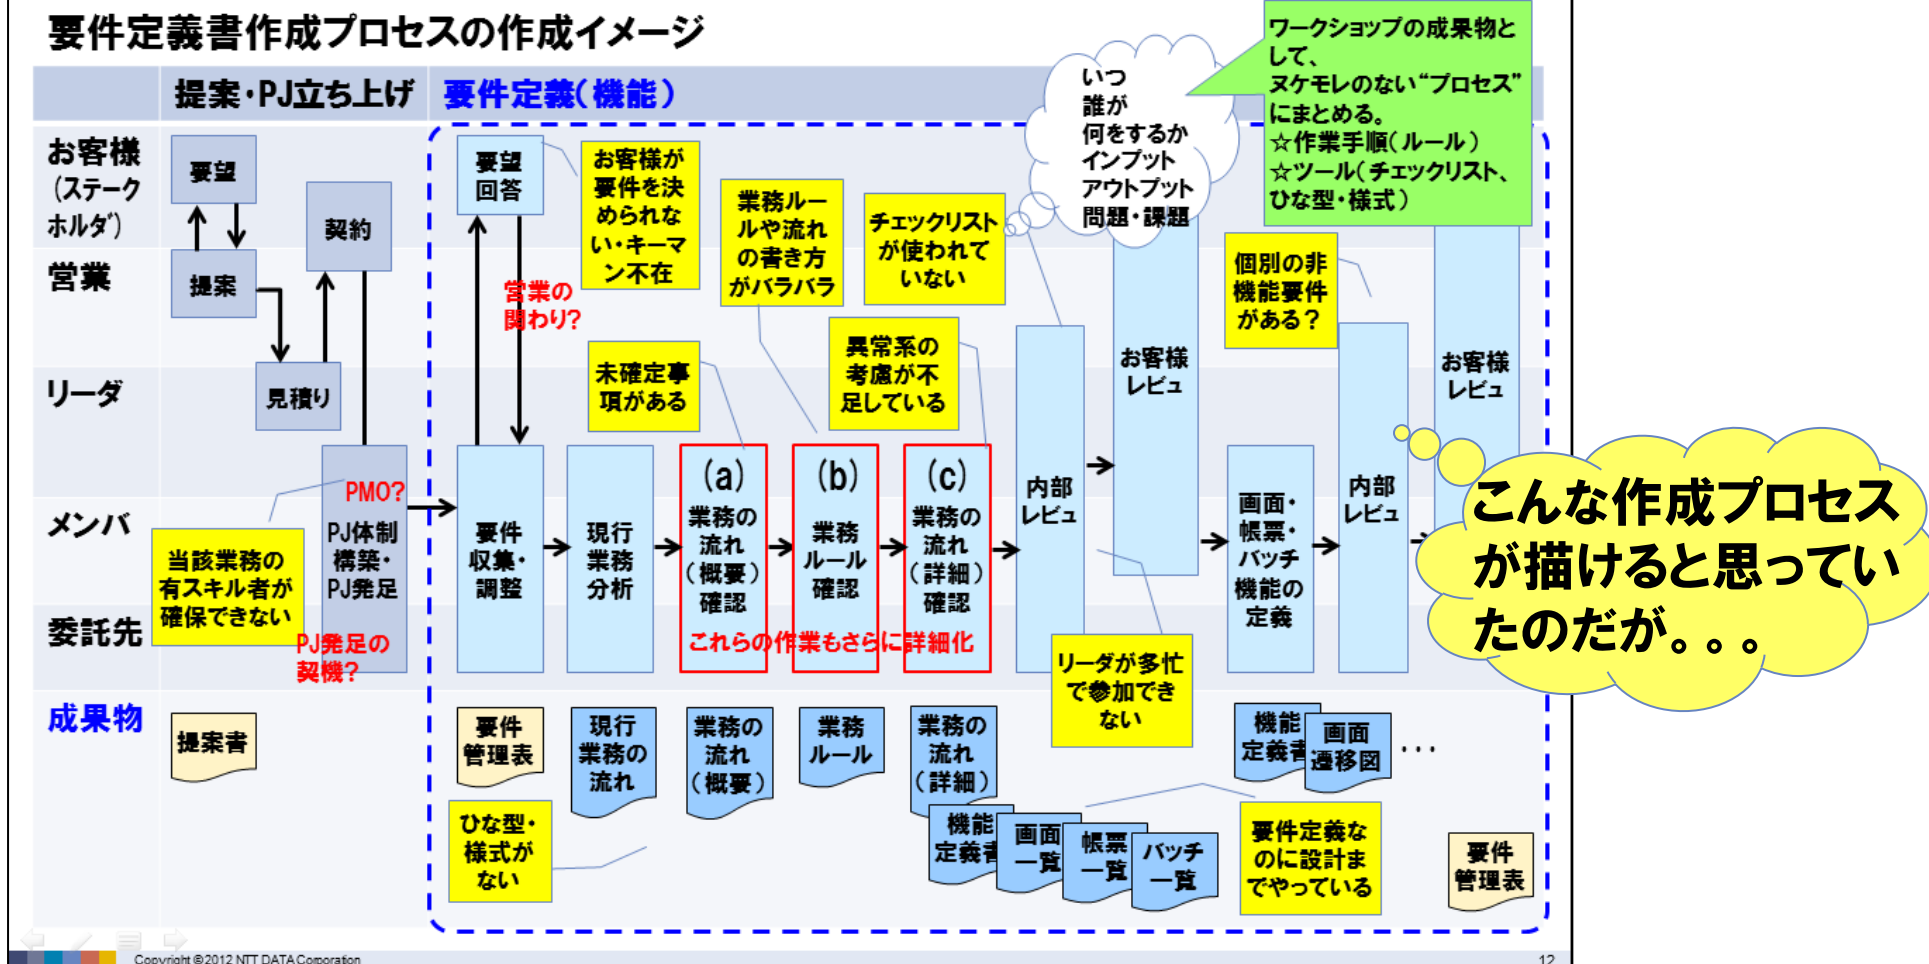 要件定義書作成プロセスの作成イメージ
ワークショップの成果物と
して、
ヌケモレのない“プロセス”
にまとめる。
☆作業手順(ルール)
☆ツール(チェックリスト、
ひな型・様式)
いつ
誰が
何をするか
インプット
アウトプット
問題・課題
提案・PJ立ち上げ
要件定義(機能)
お客様
(ステーク
ホルダ)
要望
契約
要望
回答
お客様が
要件を決
められな
い・キーマ
ン不在
業務ルー
ルや流れ
の書き方
がバラバラ
チェックリスト
が使われて
いない
営業
提案
営業の
関わり?
個別の非
機能要件
がある?
リーダ
見積り
未確定事
項がある
異常系の
考慮が不
足している
お客様
レビュ
お客様
レビュ
メンバ
PMO?
PJ体制
構築・
PJ発足
当該業務の
有スキル者が
確保できない
要件
収集・
調整
現行
業務
分析
(a)
業務の
流れ
(概要)
確認
(b)
業務
ルール
確認
(c)
業務の
流れ
(詳細)
確認
内部
レビュ
画面・
帳票・
バッチ
機能の
定義
内部
レビュ
こんな作成プロセス
が描けると思ってい
たのだが。。。
委託先
PJ発足の
契機?
これらの作業もさらに詳細化
リーダが多忙
で参加でき
ない
成果物
提案書
要件
管理表
現行
業務の
流れ
業務の
流れ
(概要)
業務
ルール
業務の
流れ
(詳細)
機能
定義書
画面
遷移図
・・・
ひな型・
様式が
ない
機能
定義書
画面
一覧
帳票
一覧
バッチ
一覧
要件定義な
のに設計ま
でやっている
要件
管理表
Copyright © 2012 NTT DATA Corporation
12